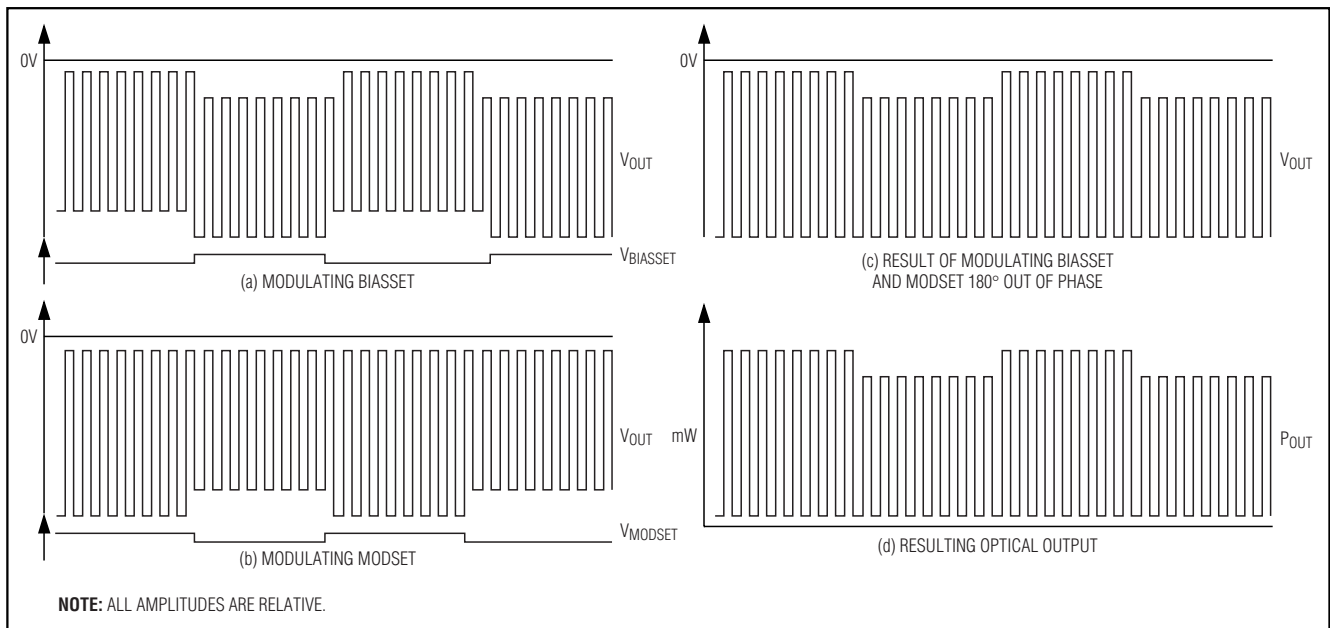 0V
VOUT
VBIASSET
(a) MODULATING BIASSET
0V
VOUT
VMODSET
(b) MODULATING MODSET
0V
VOUT
(c) RESULT OF MODULATING BIASSET
AND MODSET 180° OUT OF PHASE
mW
POUT
(d) RESULTING OPTICAL OUTPUT
NOTE: ALL AMPLITUDES ARE RELATIVE.